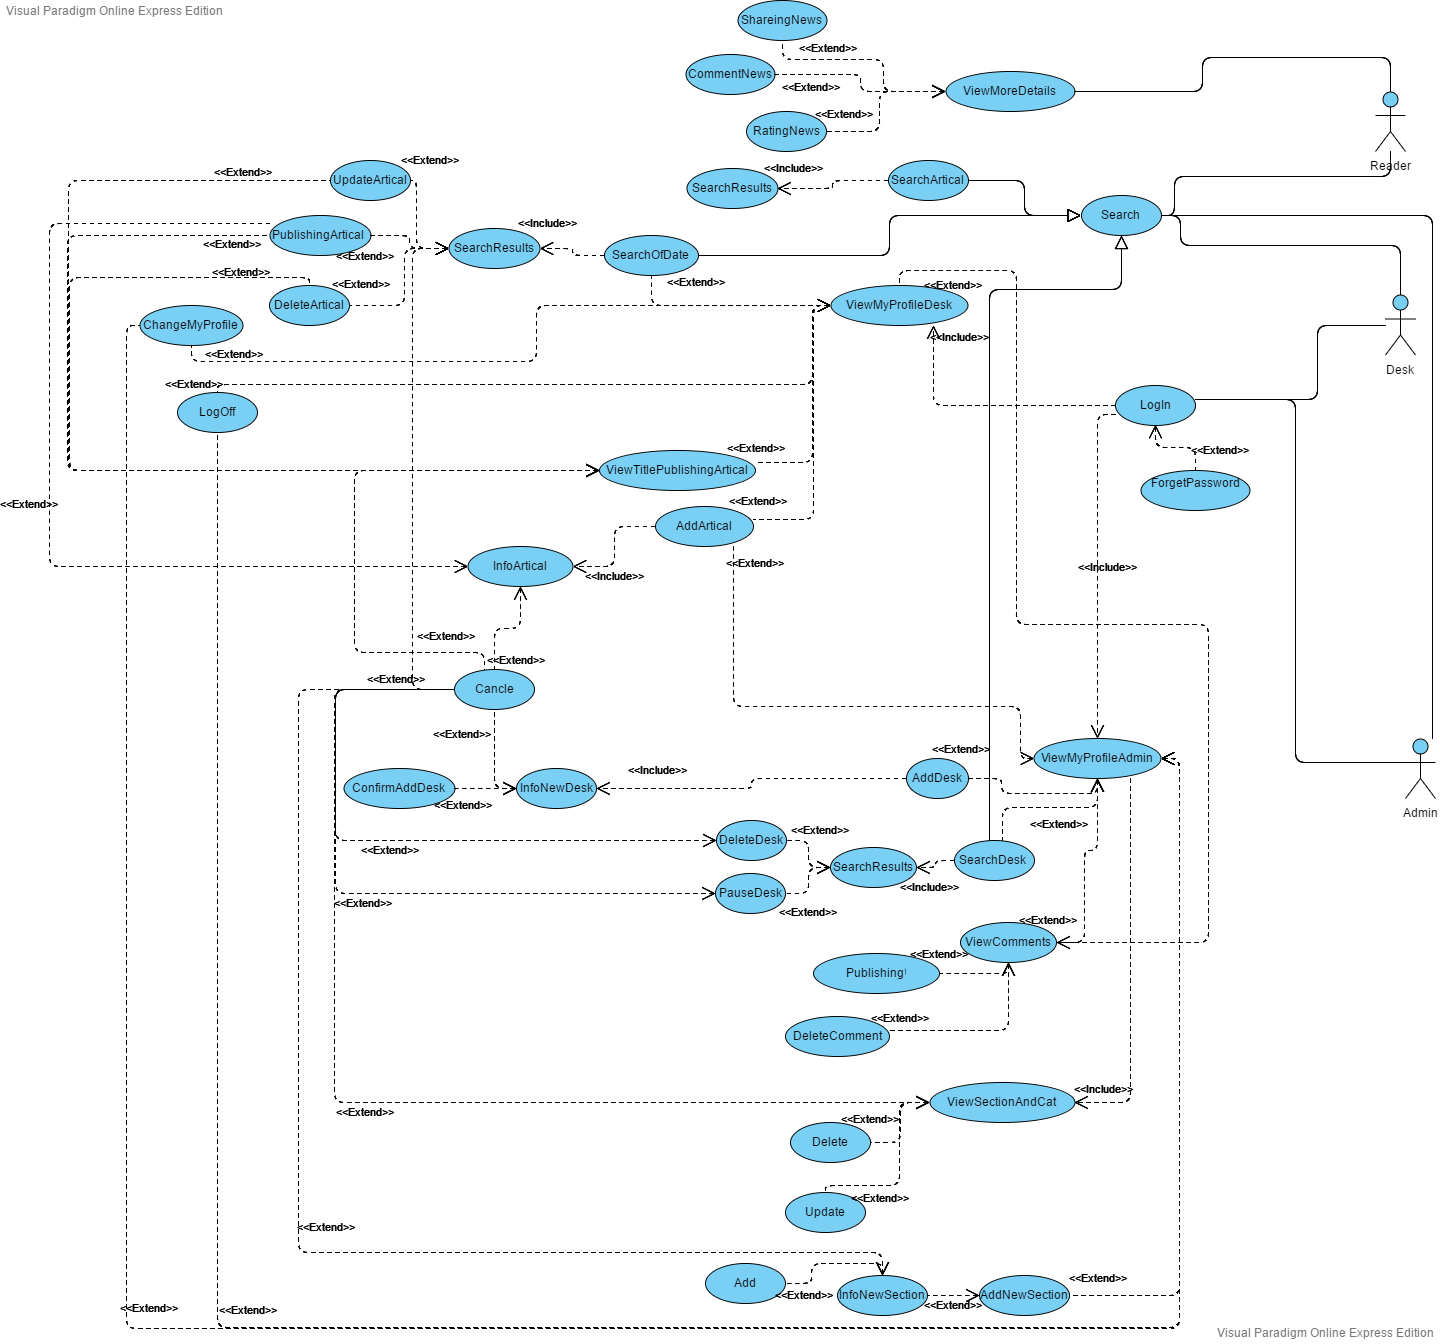 Visual Paradigm Online Express Edition
ShareingNews
<<Extend>>
CommentNews
<<Extend>>
ViewMoreDetails
<<Extend>>
RatingNews
Reader
<<Extend>>
<<Include>>
<<Extend>>
UpdateArtical
SearchResults
SearchArtical
Search
<<Include>>
PublishingArtical
<<Extend>>
<<Extend>>
SearchResults
SearchOfDate
<<Extend>>
<<Extend>>
<<Extend>>
<<Extend>>
DeleteArtical
ViewMyProfileDesk
ChangeMyProfile
<<Include>>
<<Extend>>
Desk
<<Extend>>
LogOff
LogIn
<<Extend>>
<<Extend>>
ViewTitlePublishingArtical
ForgetPassword
<<Extend>>
<<Extend>>
AddArtical
<<Extend>>
InfoArtical
<<Include>>
<<Include>>
<<Extend>>
<<Extend>>
<<Extend>>
Cancle
<<Extend>>
<<Extend>>
ViewMyProfileAdmin
<<Include>>
AddDesk
ConfirmAddDesk
InfoNewDesk
<<Extend>>
Admin
<<Extend>>
<<Extend>>
DeleteDesk
<<Extend>>
SearchResults
SearchDesk
<<Include>>
PauseDesk
<<Extend>>
<<Extend>>
<<Extend>>
ViewComments
<<Extend>>
Publishing
<<Extend>>
DeleteComment
<<Include>>
ViewSectionAndCat
<<Extend>>
<<Extend>>
Delete
<<Extend>>
Update
<<Extend>>
<<Extend>>
Add
InfoNewSection
AddNewSection
<<Extend>>
<<Extend>>
<<Extend>>
<<Extend>>
Visual Paradigm Online Express Edition